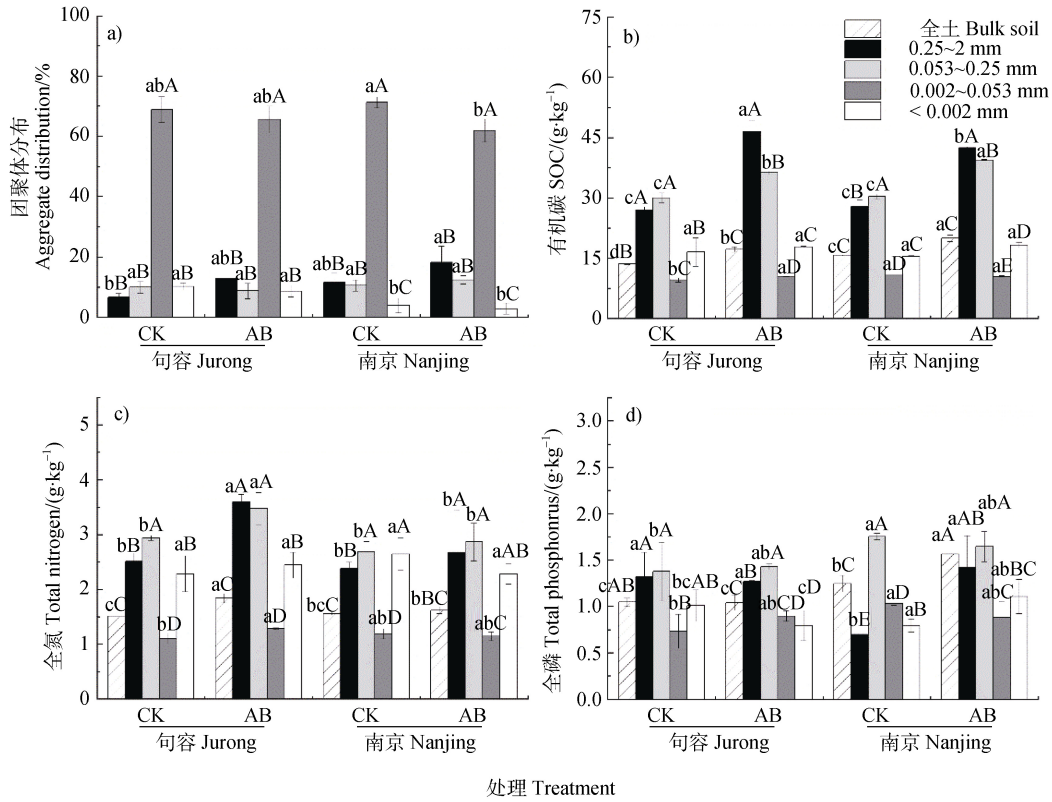 a)
团聚体分布
Aggregate distribution/%
100
80
60
40
20
0
bB aB abA aB
abB aB abA aB
abB aB aA bC
aB aB bA bC
CK AB CK AB
句容 Jurong 南京 Nanjing
b)
有机碳 SOC/(g·kg⁻¹)
75
60
45
30
15
0
全土 Bulk soil
0.25~2 mm
0.053~0.25 mm
0.002~0.053 mm
< 0.002 mm
dB cA cA bC aB
bC aA bB aD aC
cC cB cA aD aC
aC bA aB aE aD
CK AB CK AB
句容 Jurong 南京 Nanjing
c)
全氮 Total nitrogen/(g·kg⁻¹)
5
4
3
2
1
0
cC bB bA bD aB
aC aA aA aD aB
bcC bB bA abD aA
bBC bA bA abC aAB
CK AB CK AB
句容 Jurong 南京 Nanjing
d)
全磷 Total phosphonrus/(g·kg⁻¹)
3.0
2.5
2.0
1.5
1.0
0.5
0.0
cAB aA bA bB bcAB
cC aB abA abCD cD
bC bE aA aD aB
aA aAB abA abC abBC
CK AB CK AB
句容 Jurong 南京 Nanjing
处理 Treatment